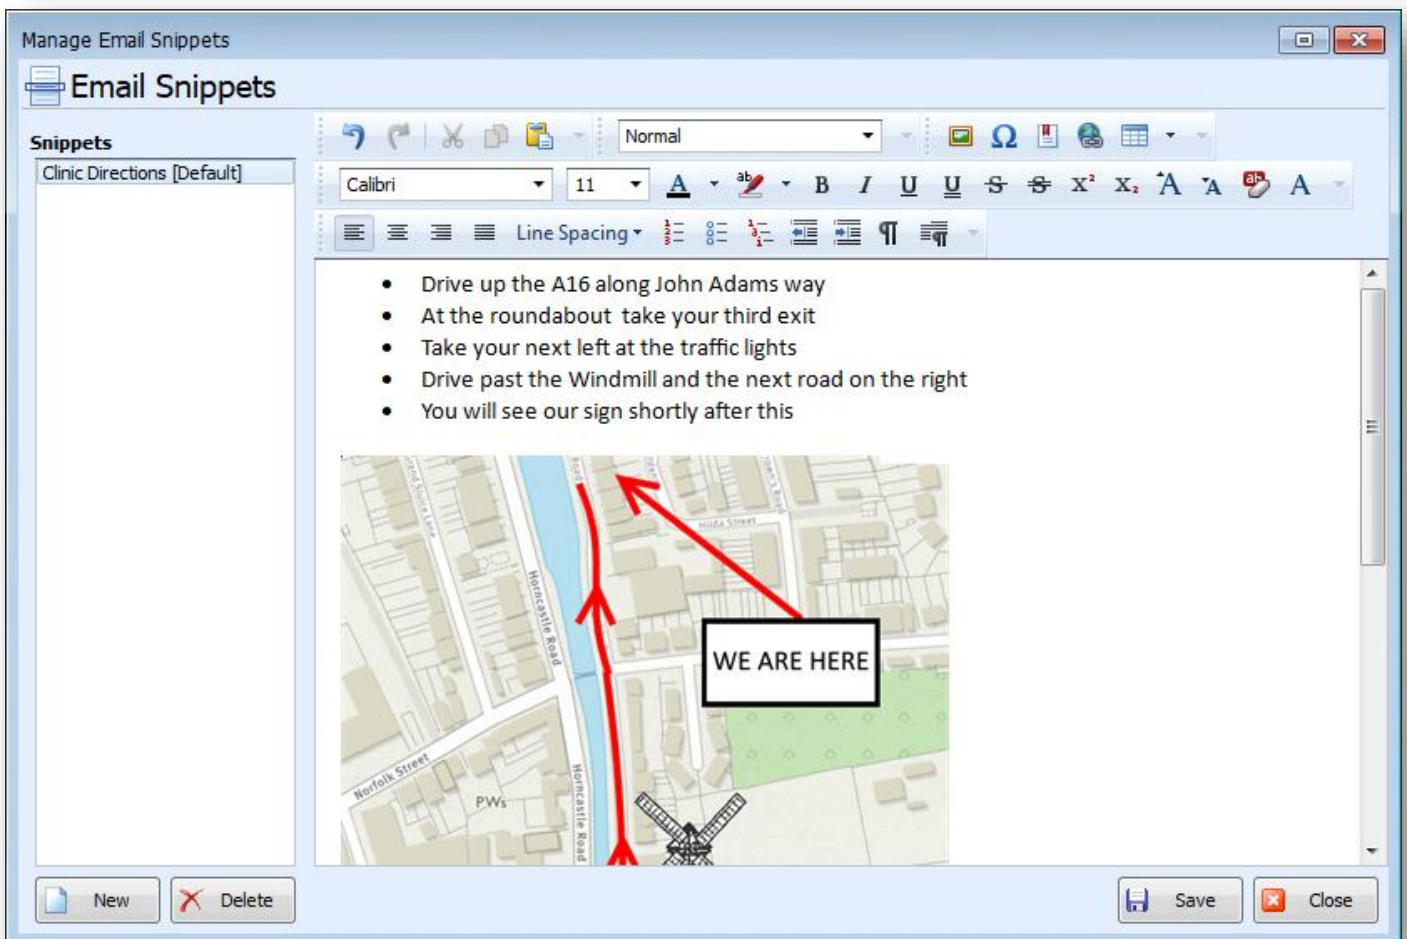 Manage Email Snippets
Email Snippets
Snippets
Clinic Directions [Default]
Normal
Calibri
11
Line Spacing
Drive up the A16 along John Adams way
At the roundabout  take your third exit
Take your next left at the traffic lights
Drive past the Windmill and the next road on the right
You will see our sign shortly after this
Road
Hilda Street
Horncastle Road
WE ARE HERE
Norfolk Street
PWs
Horncastle Road
New
Delete
Save
Close